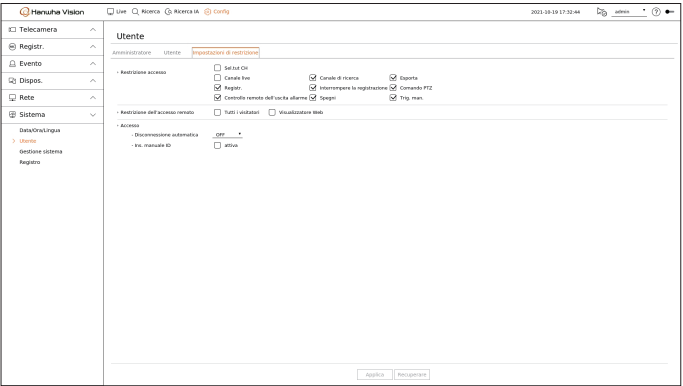 Hanwha Vision
Live Ricerca Ricerca IA Config 2021-10-19 17:32:44 admin ?
Telecamera
Registr.
Evento
Dispos.
Rete
Sistema
Data/Ora/Lingua
> Utente
Gestione sistema
Registro
Utente
Amministratore Utente Impostazioni di restrizione
Restrizione accesso
Sel.tut CH
Canale live Canale di ricerca Esporta
Registr. Interrompere la registrazione Comando PTZ
Controllo remoto dell'uscita allarme Spegni Trig. man.
Restrizione dell'accesso remoto Tutti i visitatori Visualizzatore Web
Accesso
- Disconnessione automatica OFF
- Ins. manuale ID attiva
Applica Recuperare